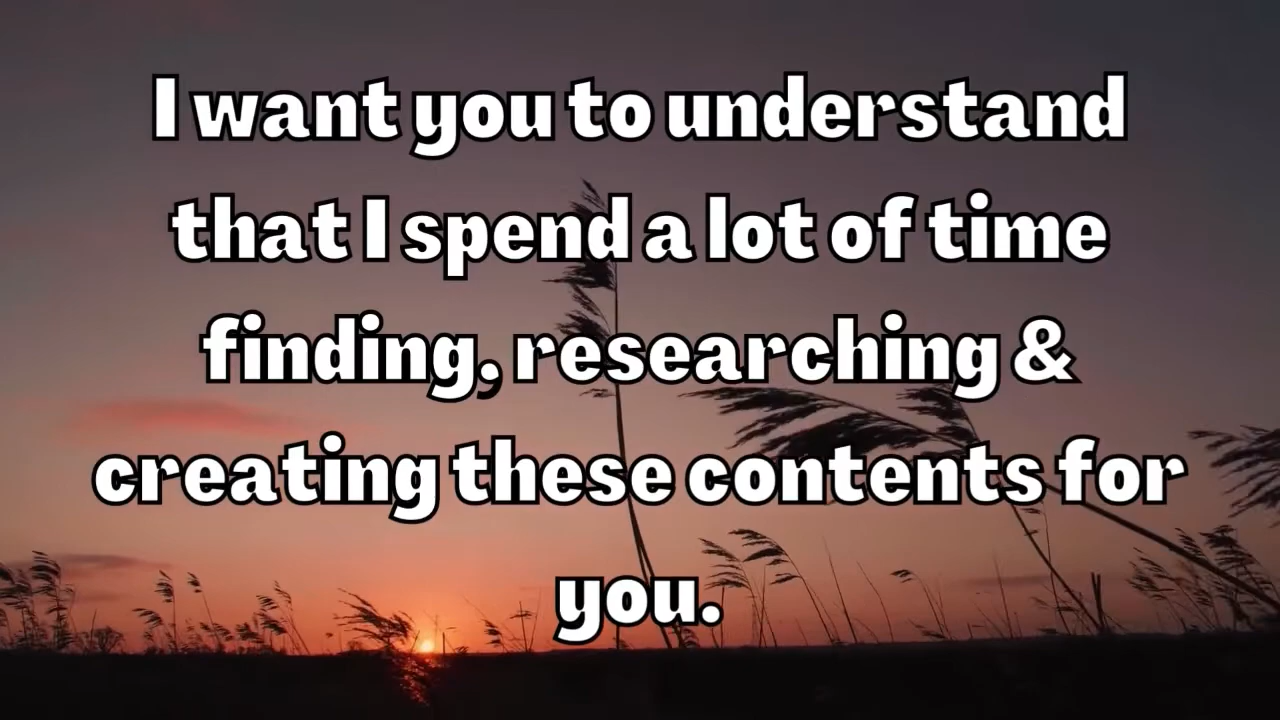 I want you to understand
that I spend a lot of time
finding, researching &
creating these contents for
you.